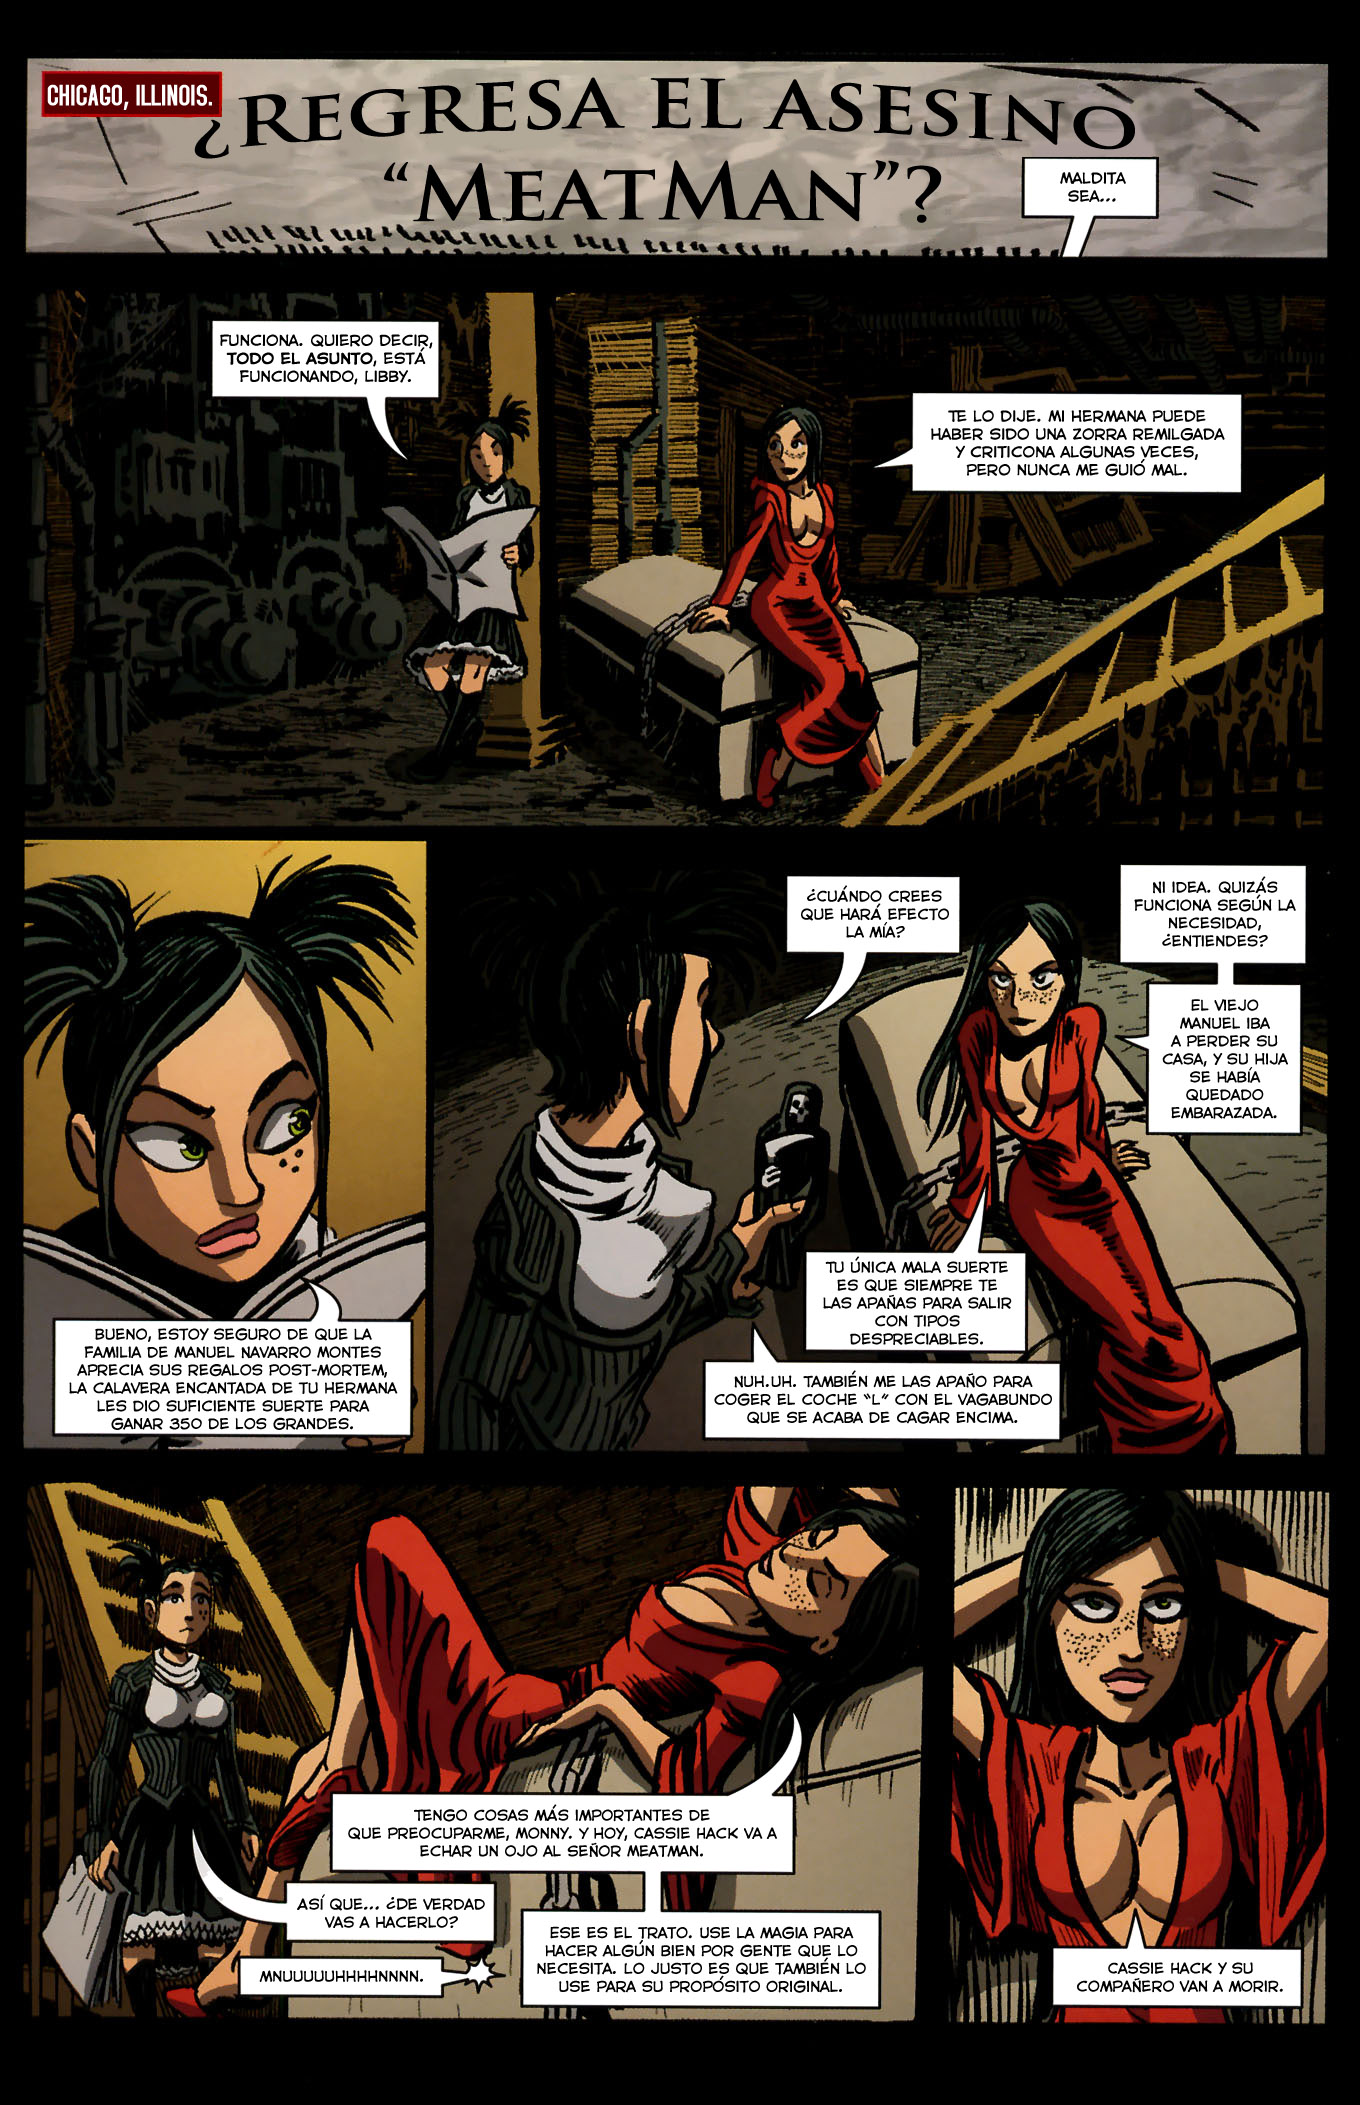 CHICAGO, ILLINOIS.
¿REGRESA EL ASESINO
“MEATMAN”?
MALDITA
SEA...
FUNCIONA. QUIERO DECIR,
TODO EL ASUNTO, ESTÁ
FUNCIONANDO, LIBBY.
TE LO DIJE. MI HERMANA PUEDE
HABER SIDO UNA ZORRA REMILGADA
Y CRITICONA ALGUNAS VECES,
PERO NUNCA ME GUIÓ MAL.
BUENO, ESTOY SEGURO DE QUE LA
FAMILIA DE MANUEL NAVARRO MONTES
APRECIA SUS REGALOS POST-MORTEM,
LA CALAVERA ENCANTADA DE TU HERMANA
LES DIO SUFICIENTE SUERTE PARA
GANAR 350 DE LOS GRANDES.
¿CUÁNDO CREES
QUE HARÁ EFECTO
LA MÍA?
NI IDEA. QUIZÁS
FUNCIONA SEGÚN LA
NECESIDAD,
¿ENTIENDES?
EL VIEJO
MANUEL IBA
A PERDER SU
CASA, Y SU HIJA
SE HABÍA
QUEDADO
EMBARAZADA.
TU ÚNICA MALA SUERTE
ES QUE SIEMPRE TE
LAS APAÑAS PARA SALIR
CON TIPOS
DESPRECIABLES.
NUH.UH. TAMBIÉN ME LAS APAÑO PARA
COGER EL COCHE “L” CON EL VAGABUNDO
QUE SE ACABA DE CAGAR ENCIMA.
TENGO COSAS MÁS IMPORTANTES DE
QUE PREOCUPARME, MONNY. Y HOY, CASSIE HACK VA A
ECHAR UN OJO AL SEÑOR MEATMAN.
ASÍ QUE... ¿DE VERDAD
VAS A HACERLO?
ESE ES EL TRATO. USE LA MAGIA PARA
HACER ALGÚN BIEN POR GENTE QUE LO
NECESITA. LO JUSTO ES QUE TAMBIÉN LO
USE PARA SU PROPÓSITO ORIGINAL.
MNUUUUUHHHHNNNN.
CASSIE HACK Y SU
COMPAÑERO VAN A MORIR.